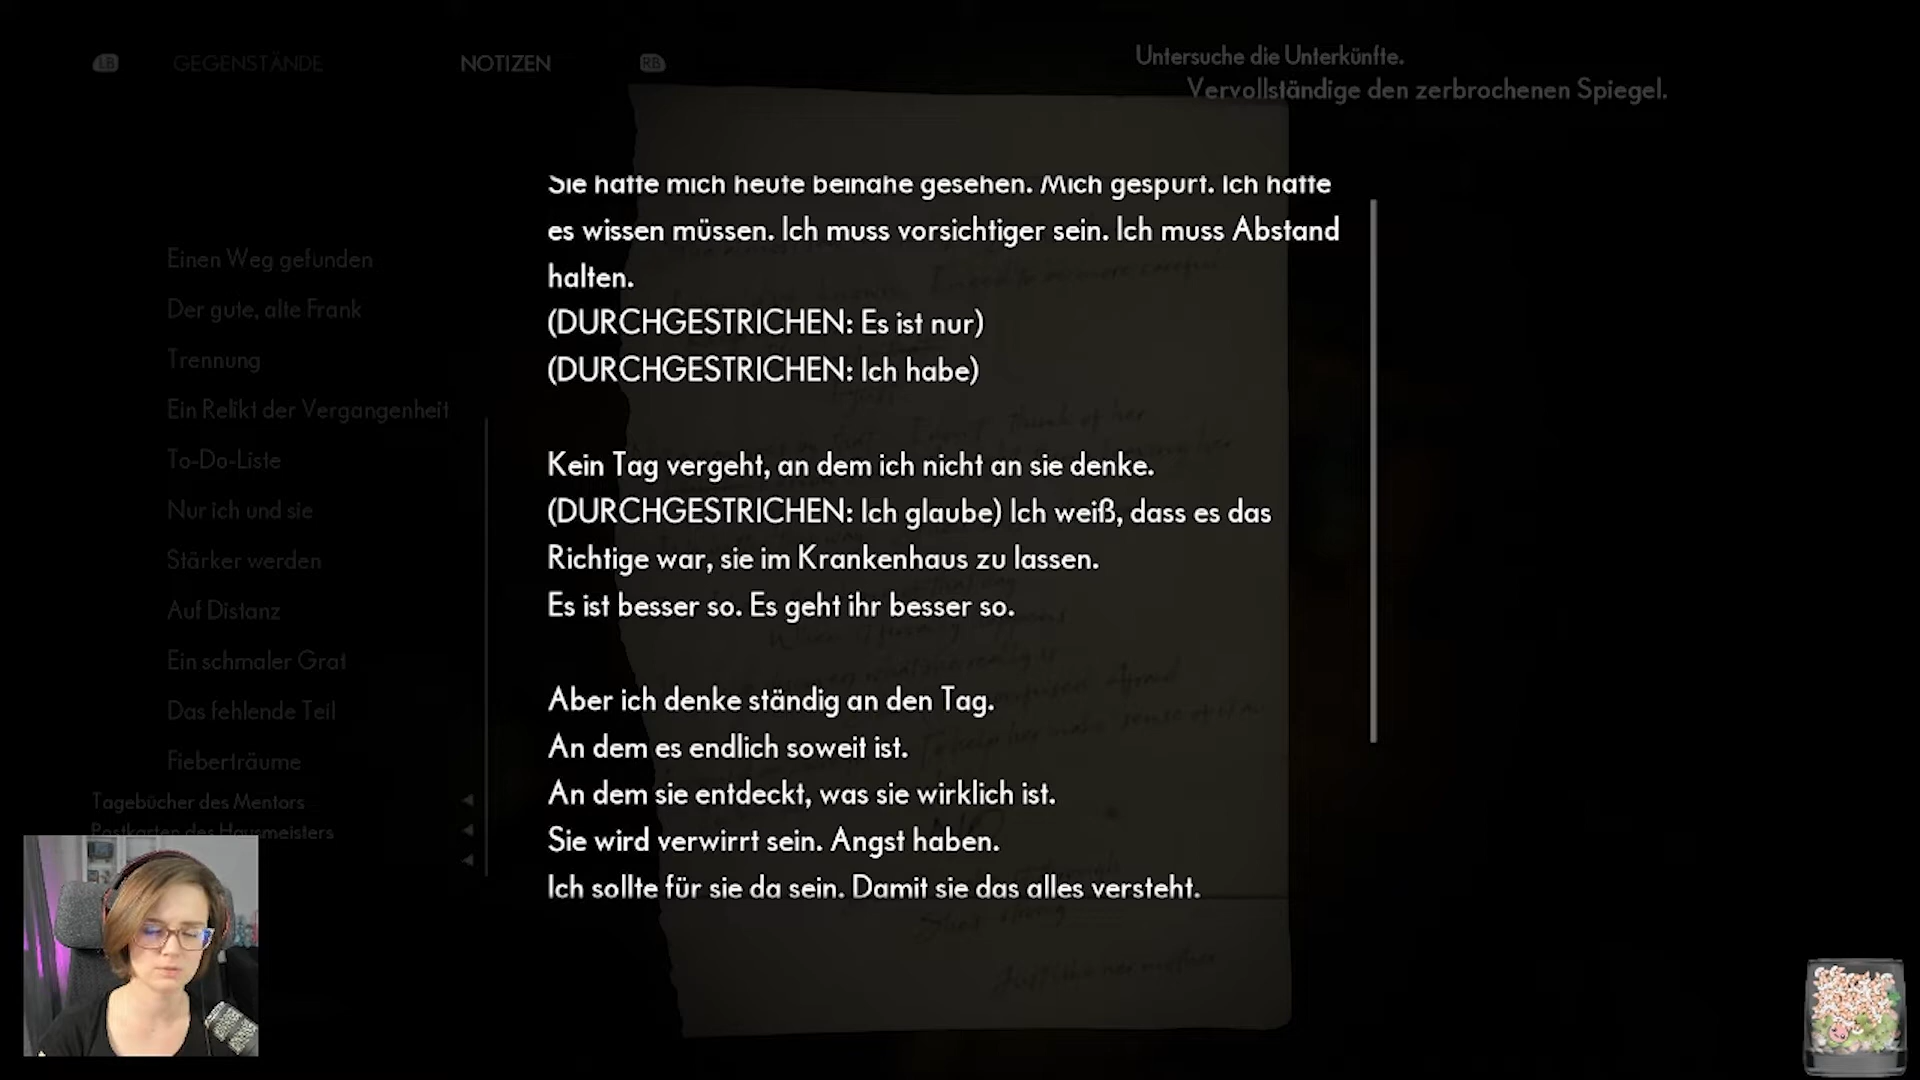 LB GEGENSTÄNDE NOTIZEN RB
Untersuche die Unterkünfte.
Vervollständige den zerbrochenen Spiegel.
Einen Weg gefunden
Der gute, alte Frank
Trennung
Ein Relikt der Vergangenheit
To-Do-Liste
Nur ich und sie
Stärker werden
Auf Distanz
Ein schmaler Grat
Das fehlende Teil
Fieberträume
Tagebücher des Mentors
Postkarten des Hausmeisters
Sie hätte mich heute beinahe gesehen. Mich gespürt. Ich hätte
es wissen müssen. Ich muss vorsichtiger sein. Ich muss Abstand
halten.
(DURCHGESTRICHEN: Es ist nur)
(DURCHGESTRICHEN: Ich habe)
Kein Tag vergeht, an dem ich nicht an sie denke.
(DURCHGESTRICHEN: Ich glaube) Ich weiß, dass es das
Richtige war, sie im Krankenhaus zu lassen.
Es ist besser so. Es geht ihr besser so.
Aber ich denke ständig an den Tag.
An dem es endlich soweit ist.
An dem sie entdeckt, was sie wirklich ist.
Sie wird verwirrt sein. Angst haben.
Ich sollte für sie da sein. Damit sie das alles versteht.